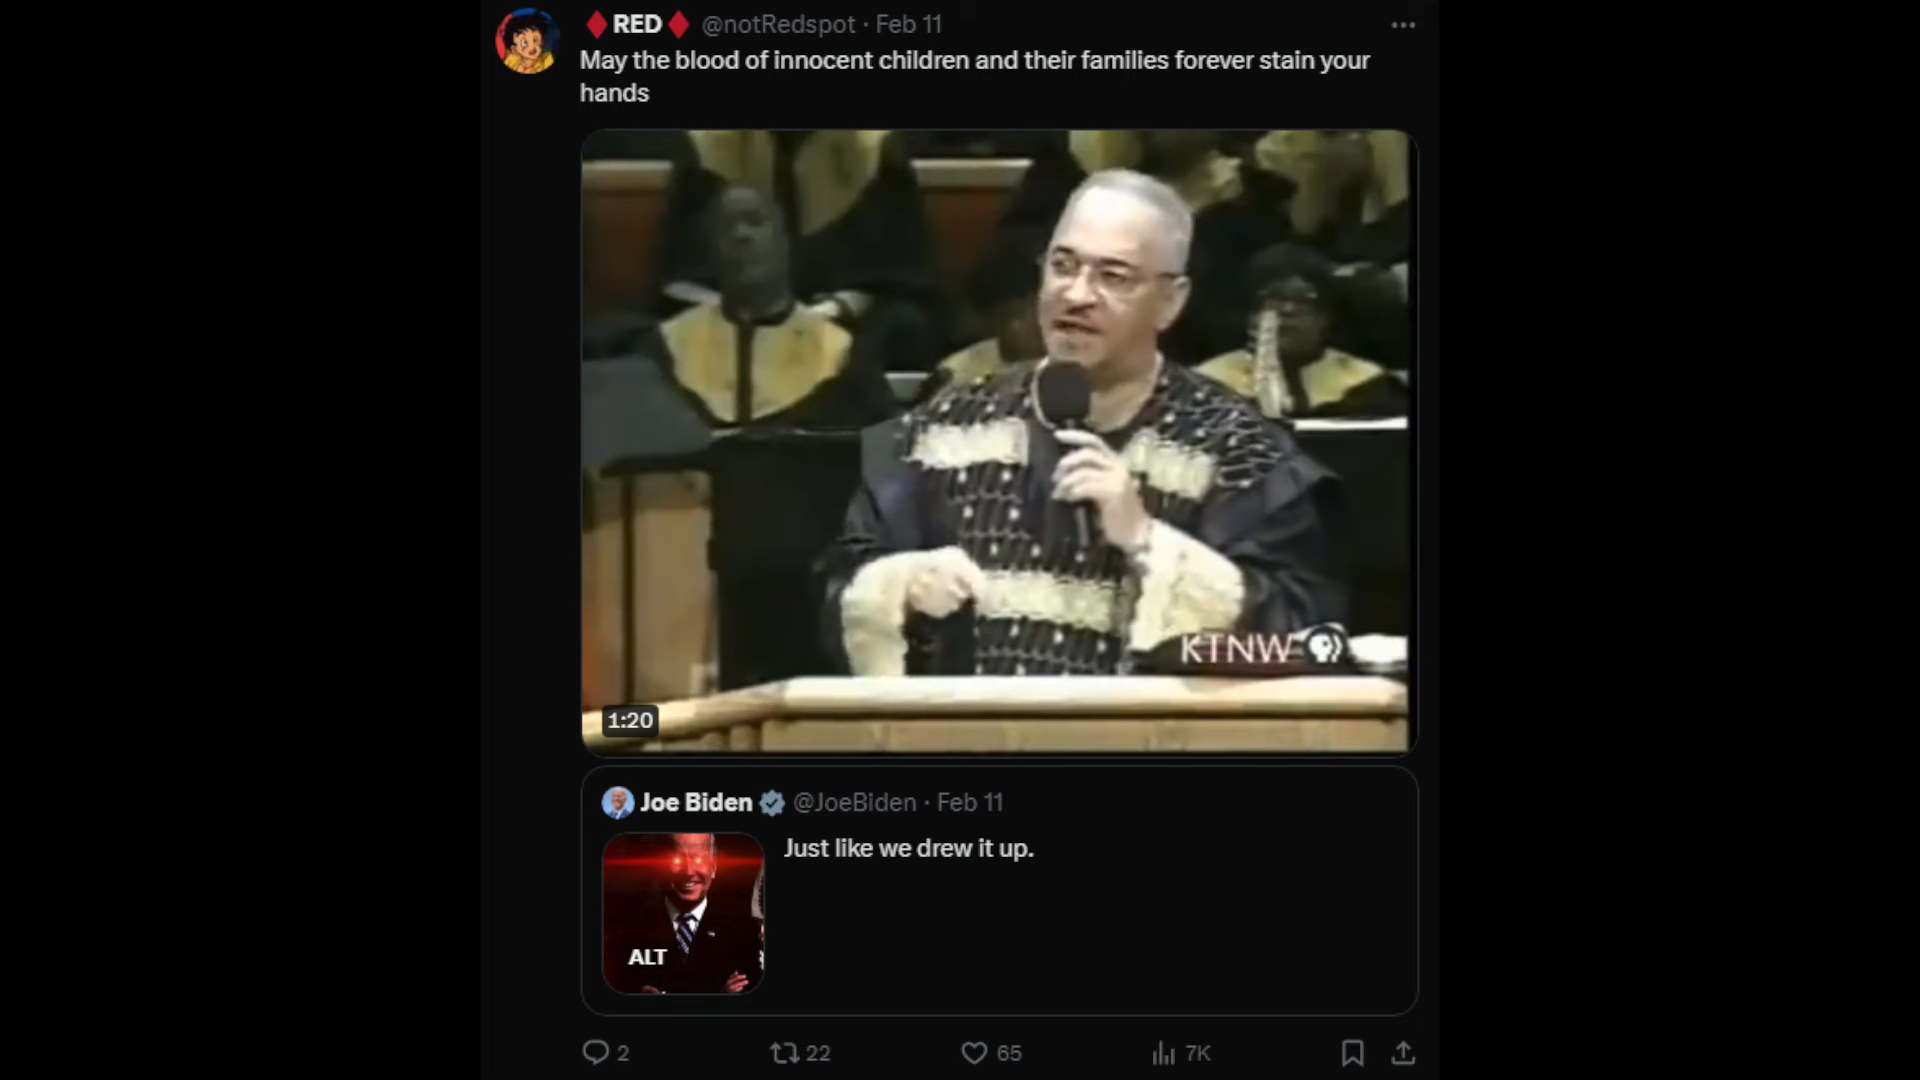 RED @notRedspot · Feb 11
May the blood of innocent children and their families forever stain your
hands
KTNW
1:20
Joe Biden @JoeBiden · Feb 11
Just like we drew it up.
ALT
2 22 65 7K